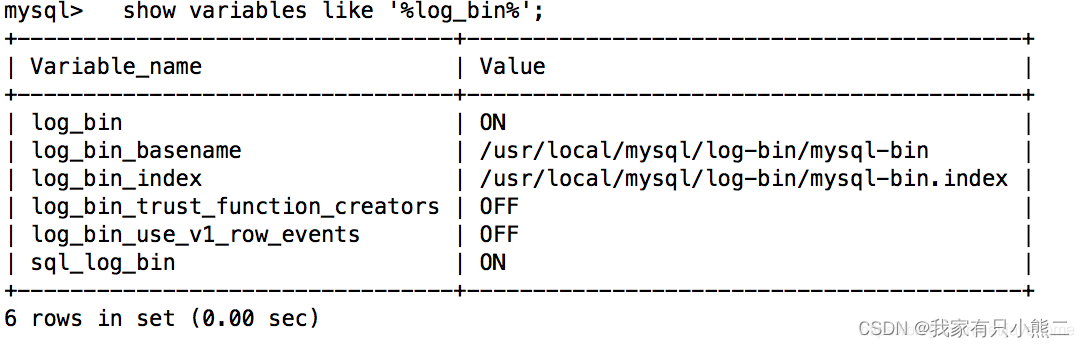 mysql>   show variables like '%log_bin%';
+----------------------------------+------------------------------------------+
| Variable_name                    | Value                                    |
+----------------------------------+------------------------------------------+
| log_bin                          | ON                                       |
| log_bin_basename                 | /usr/local/mysql/log-bin/mysql-bin       |
| log_bin_index                    | /usr/local/mysql/log-bin/mysql-bin.index |
| log_bin_trust_function_creators  | OFF                                      |
| log_bin_use_v1_row_events        | OFF                                      |
| sql_log_bin                      | ON                                       |
+----------------------------------+------------------------------------------+
6 rows in set (0.00 sec)
CSDN @我家有只小熊二